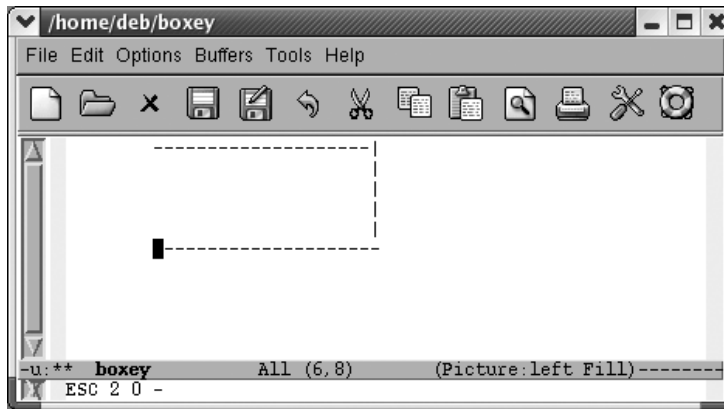 /home/deb/boxey
File Edit Options Buffers Tools Help
--------------------|
|
|
|
|
--------------------
-u:** boxey All (6,8) (Picture:left Fill)--------
ESC 2 0 -